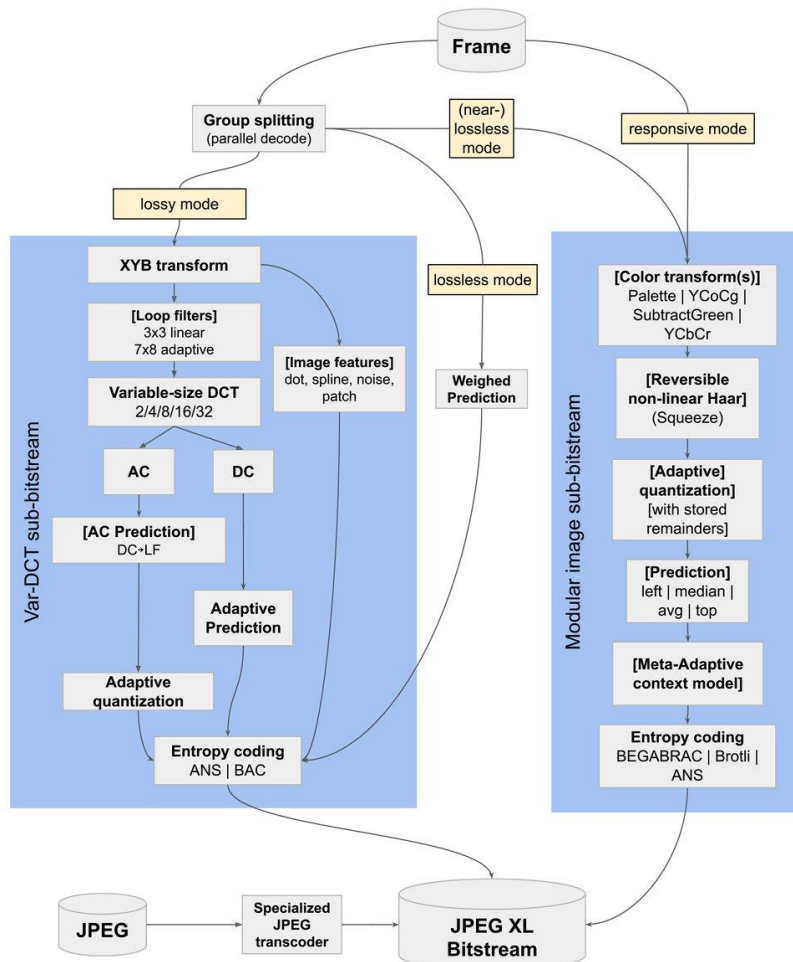 Frame
Group splitting
(parallel decode)
(near-)
lossless
mode
responsive mode
lossy mode
lossless mode
Var-DCT sub-bitstream
XYB transform
[Loop filters]
3x3 linear
7x8 adaptive
[Image features]
dot, spline, noise,
patch
Variable-size DCT
2/4/8/16/32
AC
DC
[AC Prediction]
DC→LF
Adaptive
Prediction
Adaptive
quantization
Entropy coding
ANS | BAC
Weighed
Prediction
Modular image sub-bitstream
[Color transform(s)]
Palette | YCoCg |
SubtractGreen |
YCbCr
[Reversible
non-linear Haar]
(Squeeze)
[Adaptive]
quantization]
[with stored
remainders]
[Prediction]
left | median |
avg | top
[Meta-Adaptive
context model]
Entropy coding
BEGABRAC | Brotli |
ANS
JPEG
Specialized
JPEG
transcoder
JPEG XL
Bitstream